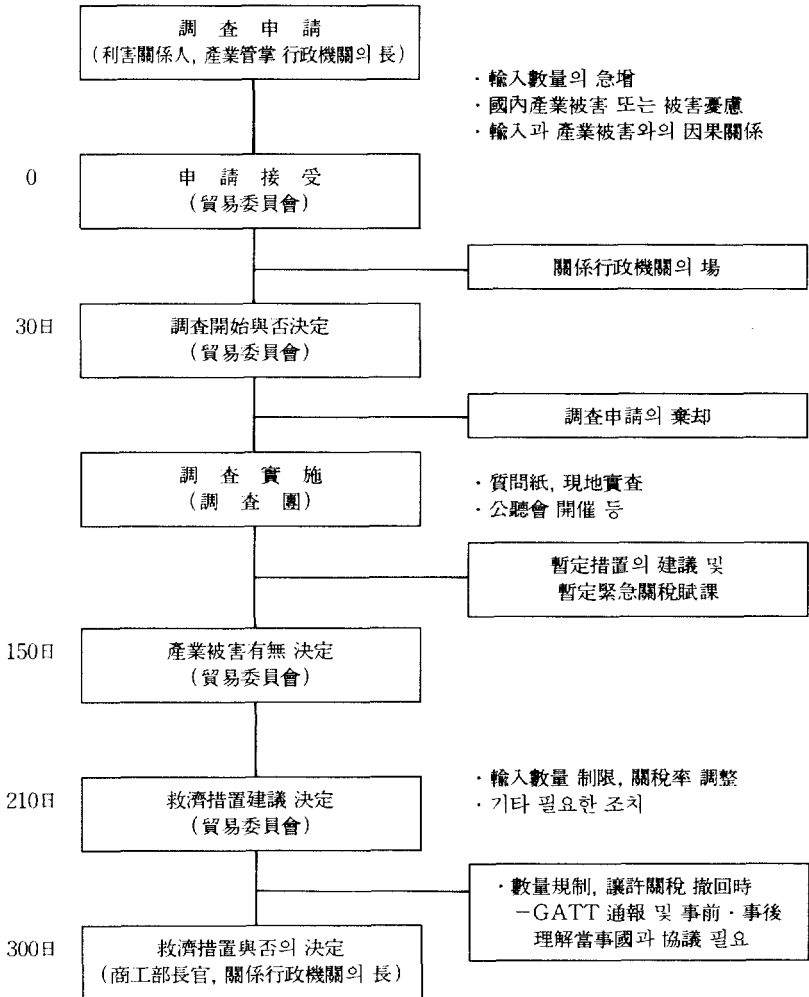 調 査 申 請
(利害關係人, 産業管掌 行政機關의 長)
· 輸入數量의 急增
· 國內産業被害 또는 被害憂慮
· 輸入과 産業被害와의 因果關係
0
申 請 接 受
(貿易委員會)
關係行政機關의 場
30日
調査開始與否決定
(貿易委員會)
調査申請의 棄却
調 査 實 施
(調 査 團)
· 質問紙, 現地實査
· 公聽會 開催 등
暫定措置의 建議 및
暫定緊急關稅賦課
150日
産業被害有無 決定
(貿易委員會)
210日
救濟措置建議 決定
(貿易委員會)
· 輸入數量 制限, 關稅率 調整
· 기타 필요한 조치
· 數量規制, 讓許關稅 撤回時
-GATT 通報 및 事前 · 事後
理解當事國과 協議 필요
300日
救濟措置與否의 決定
(商工部長官, 關係行政機關의 長)